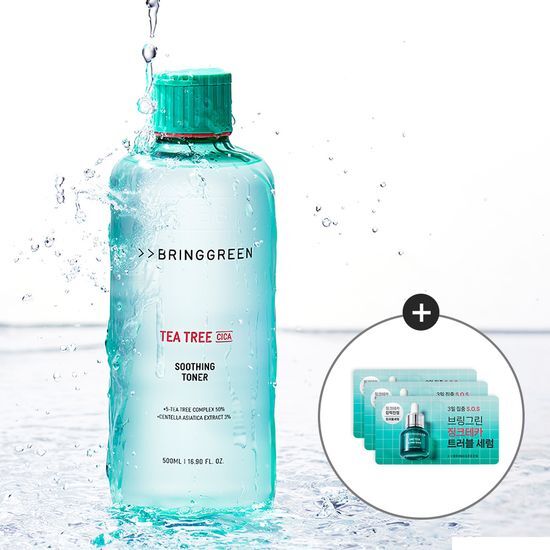 >>BRINGGREEN
TEA TREE CICA
SOOTHING
TONER
•5-TEA TREE COMPLEX 50%
•CENTELLA ASIATICA EXTRACT 3%
500ML | 16.90 FL. OZ.
+
3일 집중 S.O.S
브링그린
징크테카
트러블 세럼
>>BRINGGREEN